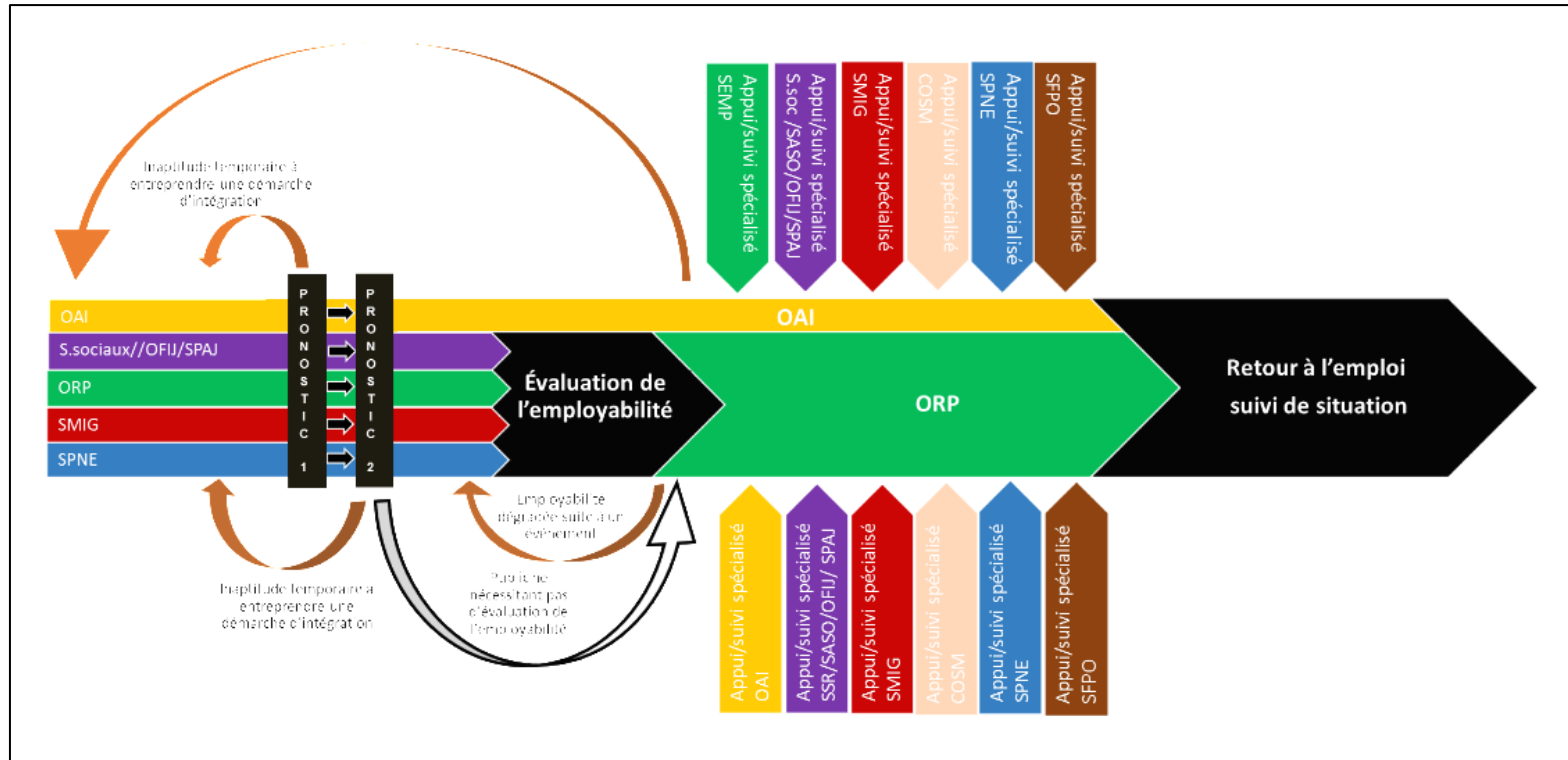 Appui/suivi spécialisé
SEMP
Appui/suivi spécialisé
S.soc /SASO/OFIJ/SPAJ
Appui/suivi spécialisé
SMIG
Appui/suivi spécialisé
COSM
Appui/suivi spécialisé
SPNE
Appui/suivi spécialisé
SFPO
Inaptitude temporaire à
entreprendre une démarche
d'intégration
PRONOSTIC 1
PRONOSTIC 2
OAI
S.sociaux//OFIJ/SPAJ
ORP
SMIG
SPNE
OAI
Évaluation de
l'employabilité
ORP
Retour à l'emploi
suivi de situation
Employabilité
dégradée suite à un
événement
Inaptitude temporaire à
entreprendre une
démarche d'intégration
Public ne
nécessitant pas
d'évaluation de
l'employabilité
Appui/suivi spécialisé
OAI
Appui/suivi spécialisé
SSR/SASO/OFIJ/ SPAJ
Appui/suivi spécialisé
SMIG
Appui/suivi spécialisé
COSM
Appui/suivi spécialisé
SPNE
Appui/suivi spécialisé
SFPO